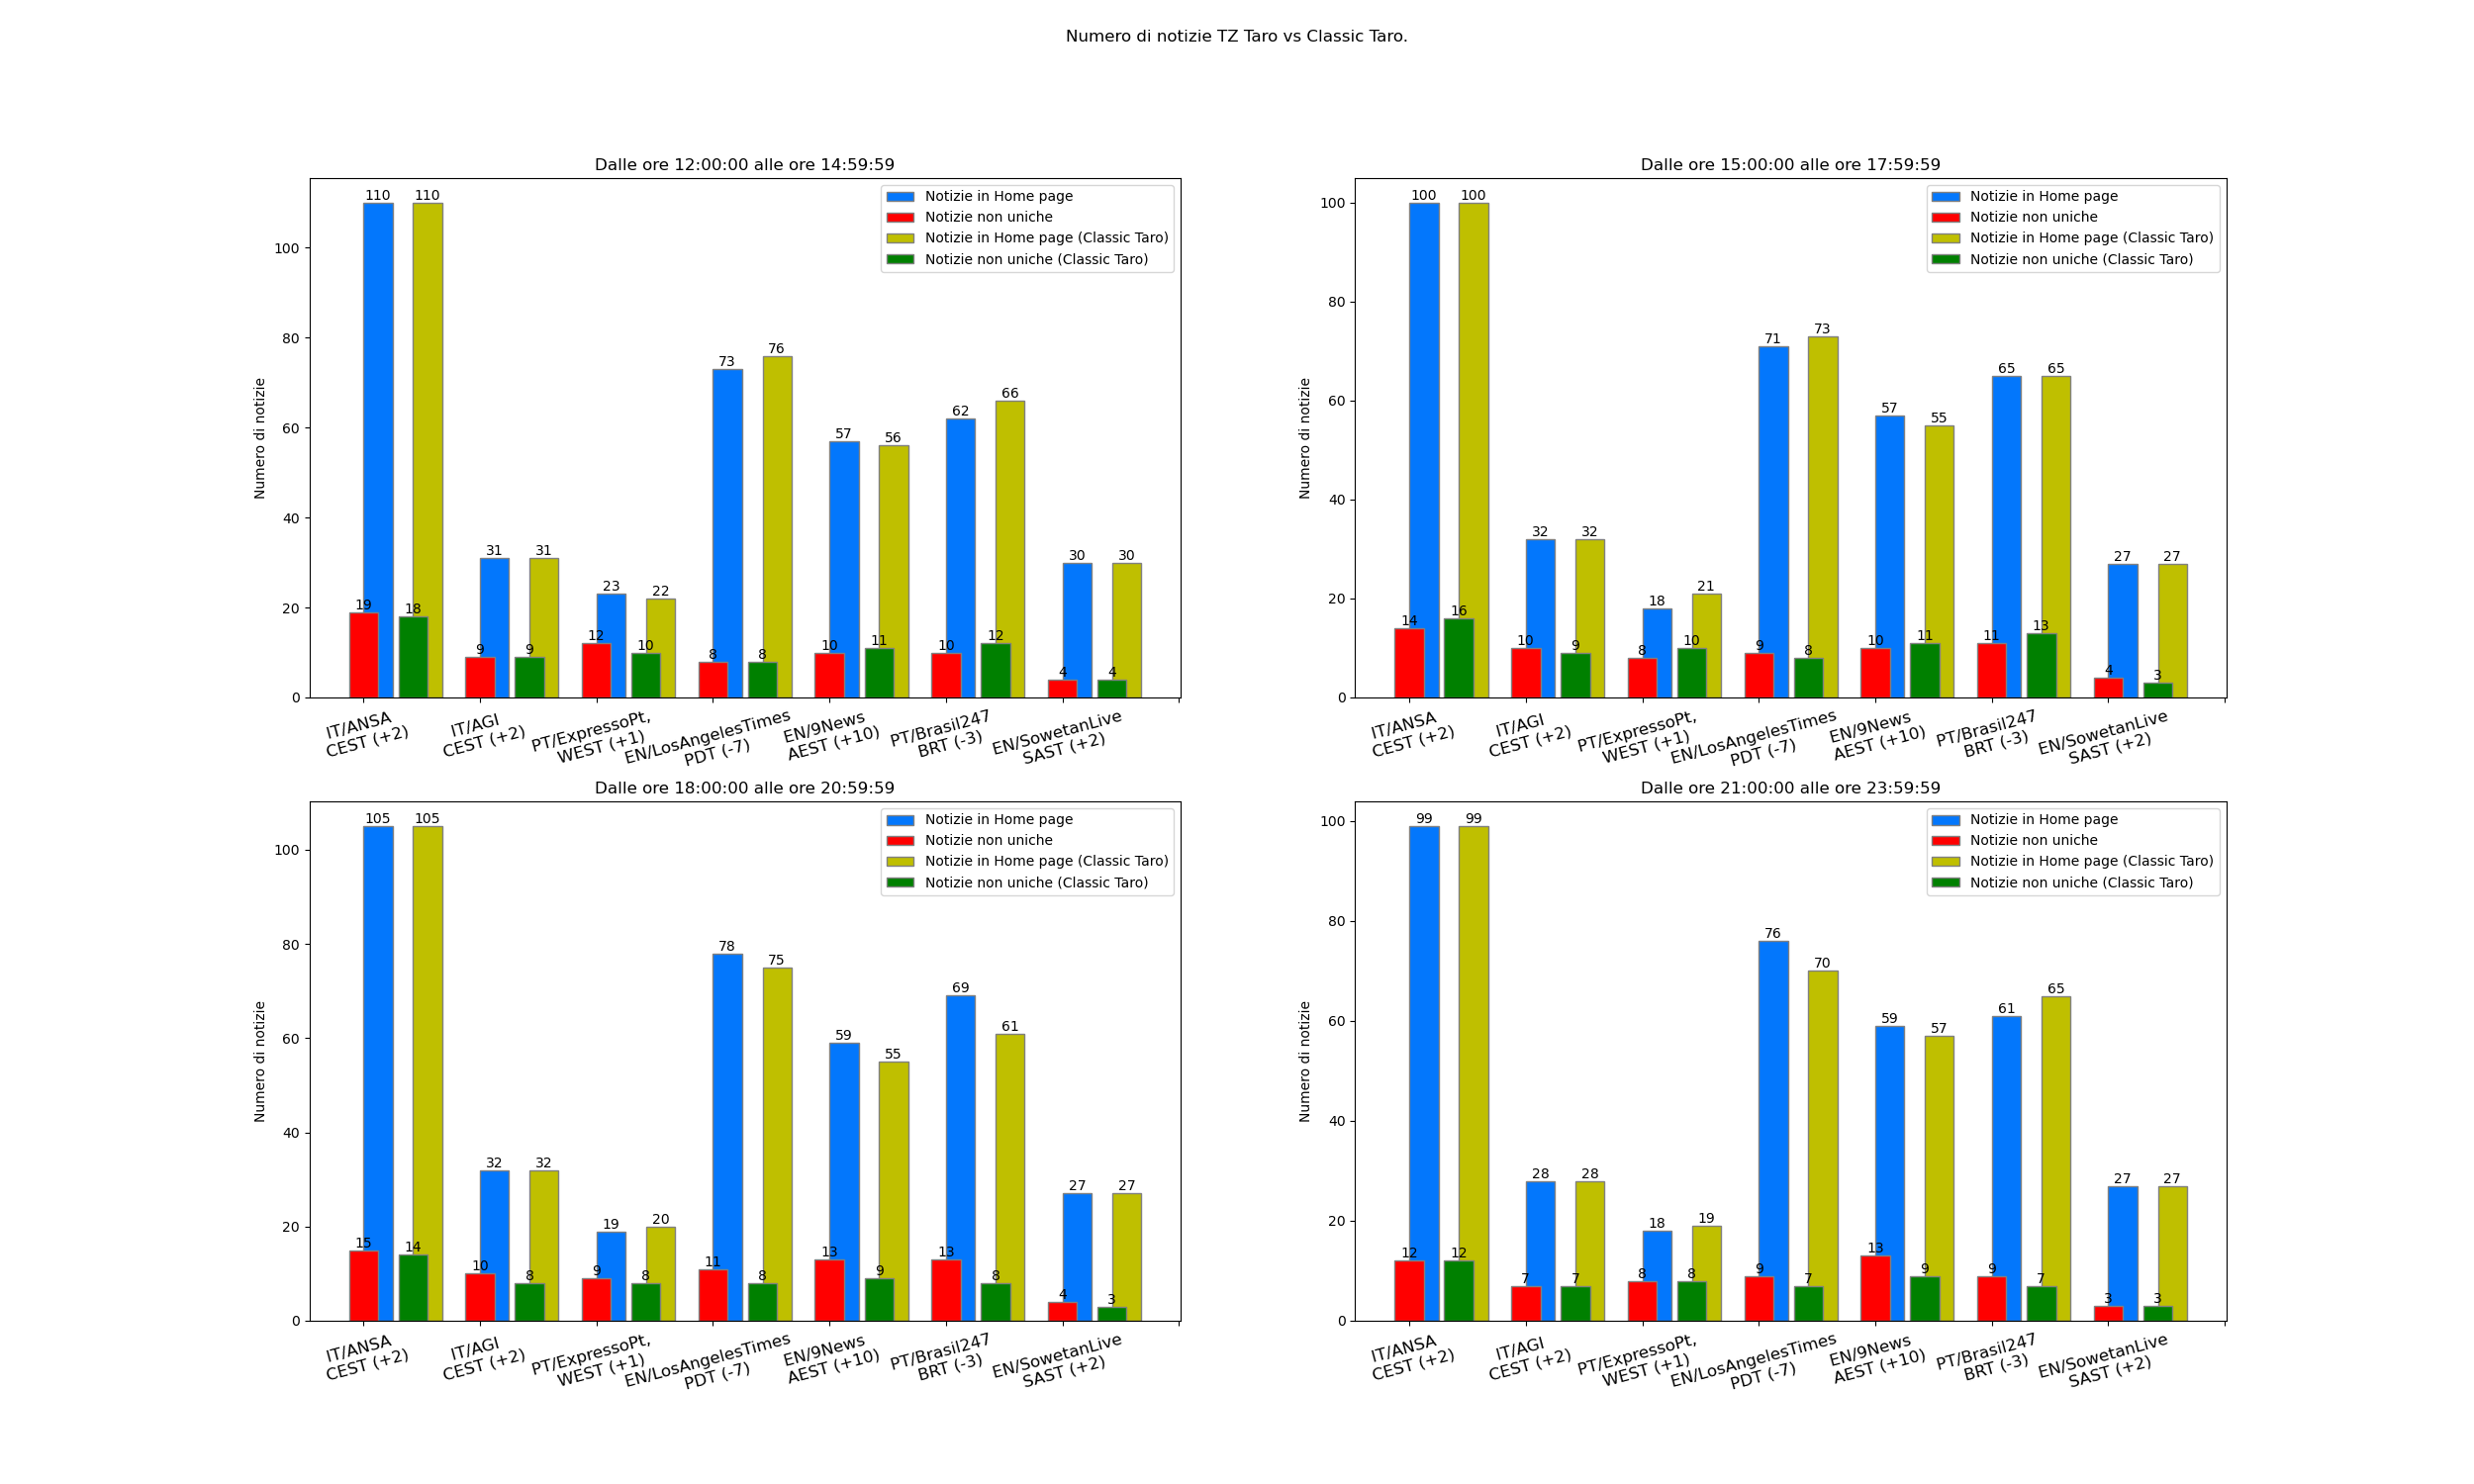 Numero di notizie TZ Taro vs Classic Taro.
Dalle ore 12:00:00 alle ore 14:59:59
Numero di notizie
100
80
60
40
20
0
110 110
19 18
31 31
9 9
23 22
12 10
73 76
8 8
57 56
10 11
62 66
10 12
30 30
4 4
Notizie in Home page
Notizie non uniche
Notizie in Home page (Classic Taro)
Notizie non uniche (Classic Taro)
IT/ANSA
CEST (+2)
IT/AGI
CEST (+2)
PT/ExpressoPt,
WEST (+1)
EN/LosAngelesTimes
PDT (-7)
EN/9News
AEST (+10)
PT/Brasil247
BRT (-3)
EN/SowetanLive
SAST (+2)
Dalle ore 15:00:00 alle ore 17:59:59
Numero di notizie
100
80
60
40
20
0
100 100
14 16
32 32
10 9
18 21
8 10
71 73
9 8
57 55
10 11
65 65
11 13
27 27
4 3
Notizie in Home page
Notizie non uniche
Notizie in Home page (Classic Taro)
Notizie non uniche (Classic Taro)
IT/ANSA
CEST (+2)
IT/AGI
CEST (+2)
PT/ExpressoPt,
WEST (+1)
EN/LosAngelesTimes
PDT (-7)
EN/9News
AEST (+10)
PT/Brasil247
BRT (-3)
EN/SowetanLive
SAST (+2)
Dalle ore 18:00:00 alle ore 20:59:59
Numero di notizie
100
80
60
40
20
0
105 105
15 14
32 32
10 8
19 20
9 8
78 75
11 8
59 55
13 9
69 61
13 8
27 27
4 3
Notizie in Home page
Notizie non uniche
Notizie in Home page (Classic Taro)
Notizie non uniche (Classic Taro)
IT/ANSA
CEST (+2)
IT/AGI
CEST (+2)
PT/ExpressoPt,
WEST (+1)
EN/LosAngelesTimes
PDT (-7)
EN/9News
AEST (+10)
PT/Brasil247
BRT (-3)
EN/SowetanLive
SAST (+2)
Dalle ore 21:00:00 alle ore 23:59:59
Numero di notizie
100
80
60
40
20
0
99 99
12 12
28 28
7 7
18 19
8 8
76 70
9 7
59 57
13 9
61 65
9 7
27 27
3 3
Notizie in Home page
Notizie non uniche
Notizie in Home page (Classic Taro)
Notizie non uniche (Classic Taro)
IT/ANSA
CEST (+2)
IT/AGI
CEST (+2)
PT/ExpressoPt,
WEST (+1)
EN/LosAngelesTimes
PDT (-7)
EN/9News
AEST (+10)
PT/Brasil247
BRT (-3)
EN/SowetanLive
SAST (+2)